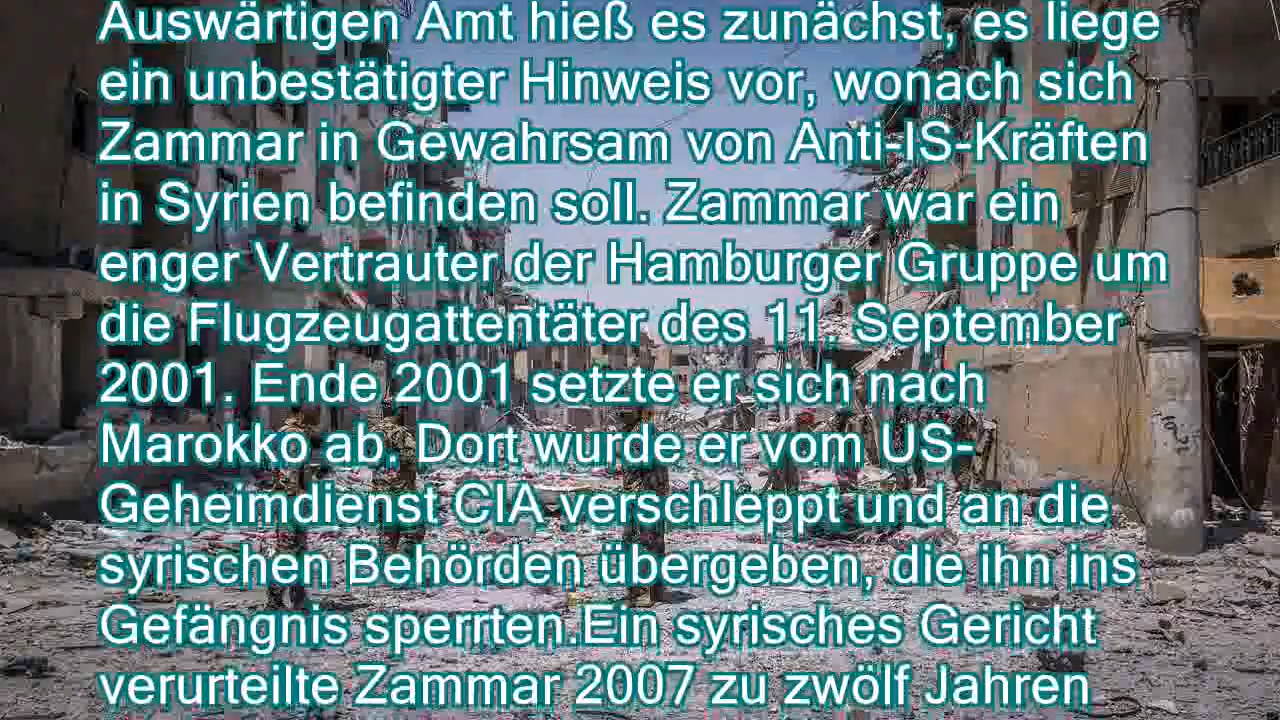 Auswärtigen Amt hieß es zunächst, es liege
ein unbestätigter Hinweis vor, wonach sich
Zammar in Gewahrsam von Anti-IS-Kräften
in Syrien befinden soll. Zammar war ein
enger Vertrauter der Hamburger Gruppe um
die Flugzeugattentäter des 11. September
2001. Ende 2001 setzte er sich nach
Marokko ab. Dort wurde er vom US-
Geheimdienst CIA verschleppt und an die
syrischen Behörden übergeben, die ihn ins
Gefängnis sperrten.Ein syrisches Gericht
verurteilte Zammar 2007 zu zwölf Jahren